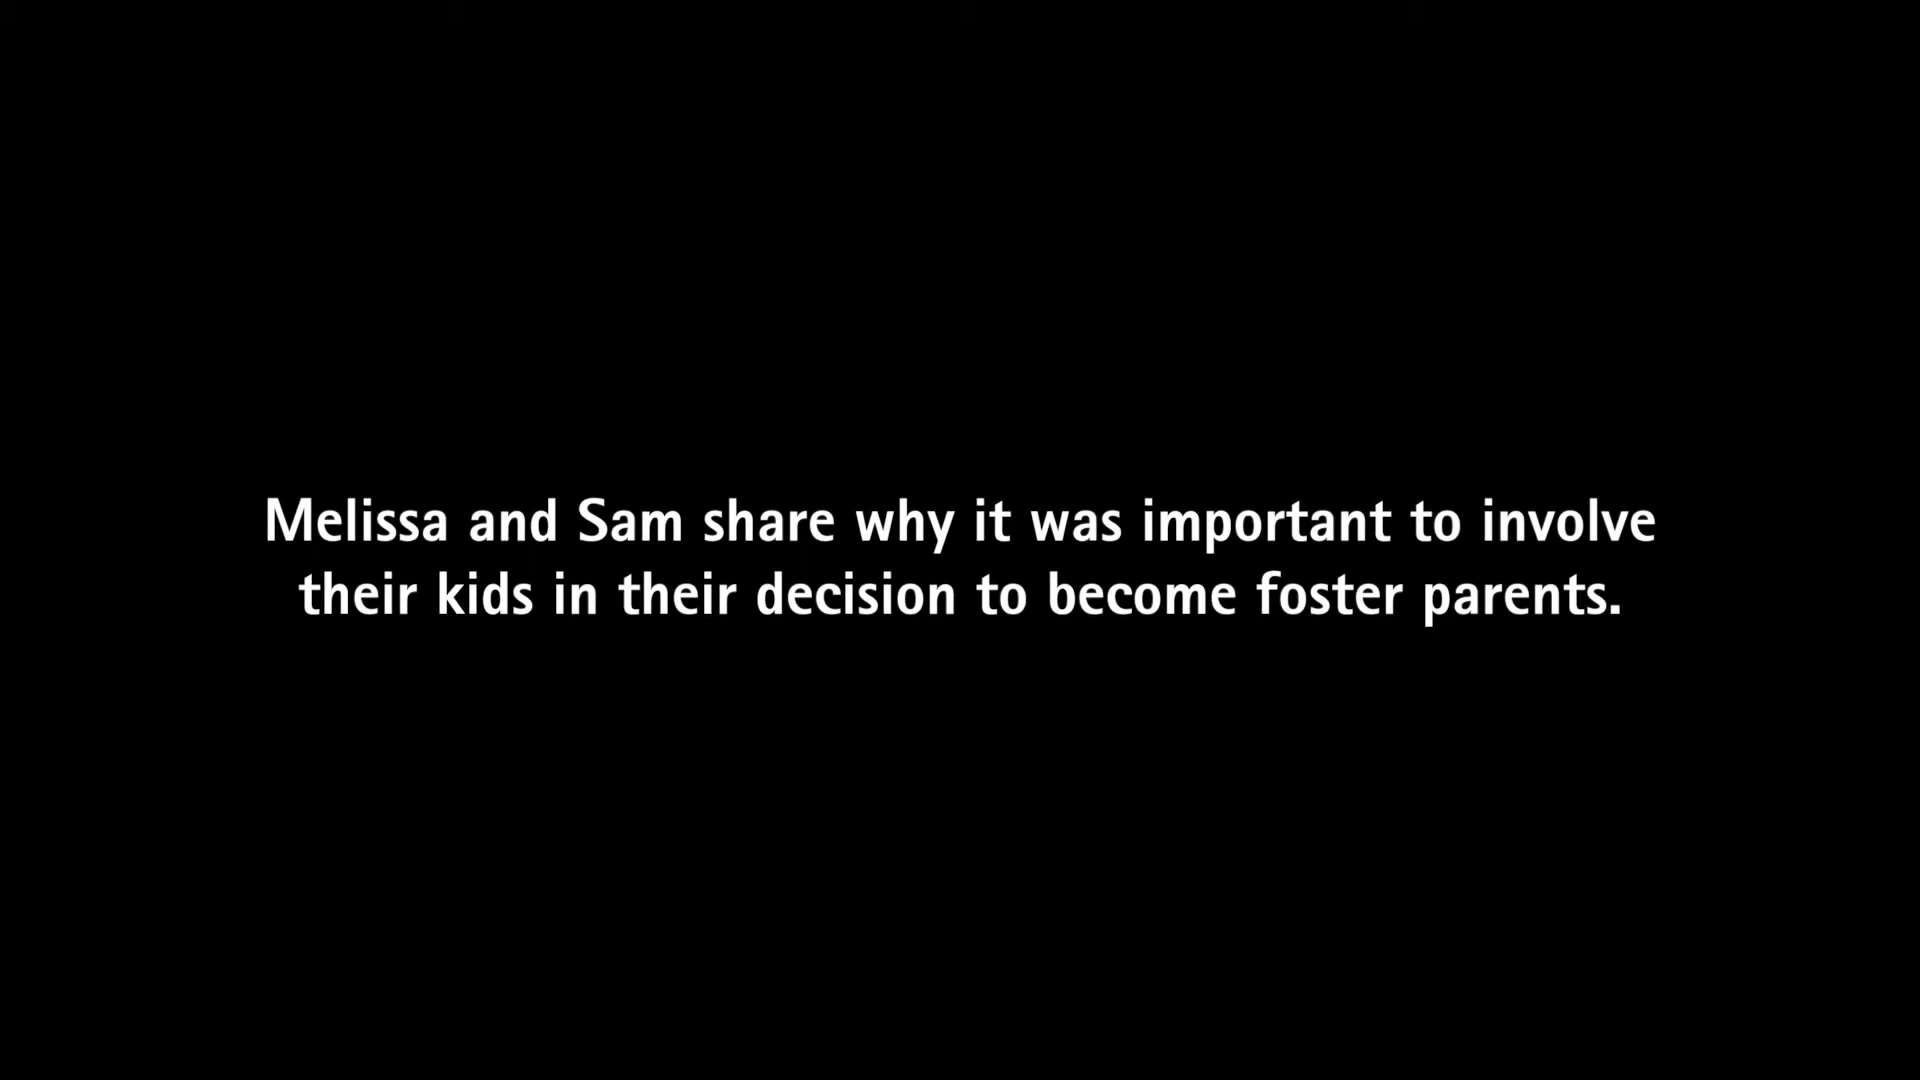 Melissa and Sam share why it was important to involve
their kids in their decision to become foster parents.